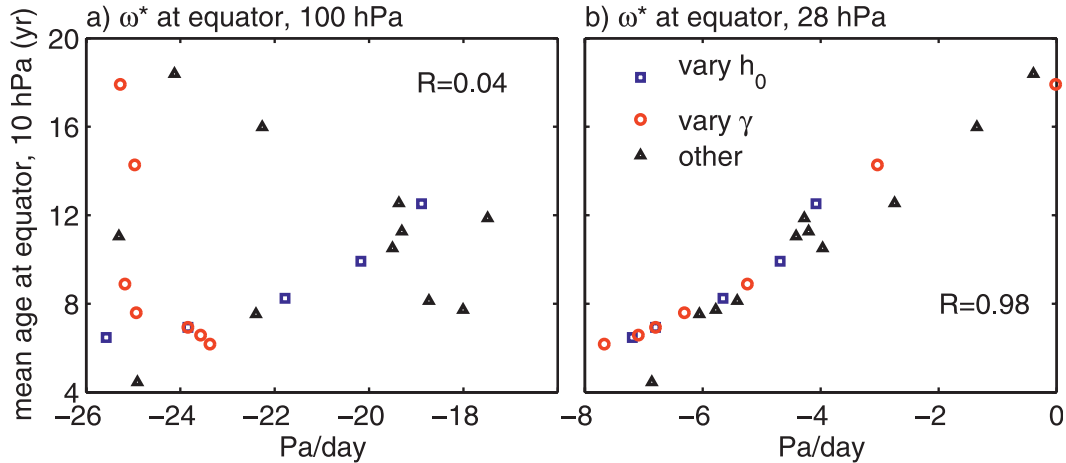 a) ω* at equator, 100 hPa
b) ω* at equator, 28 hPa
mean age at equator, 10 hPa (yr)
20
16
12
8
4
R=0.04
−26
−24
−22
−20
−18
Pa/day
vary h₀
vary γ
other
R=0.98
−8
−6
−4
−2
0
Pa/day